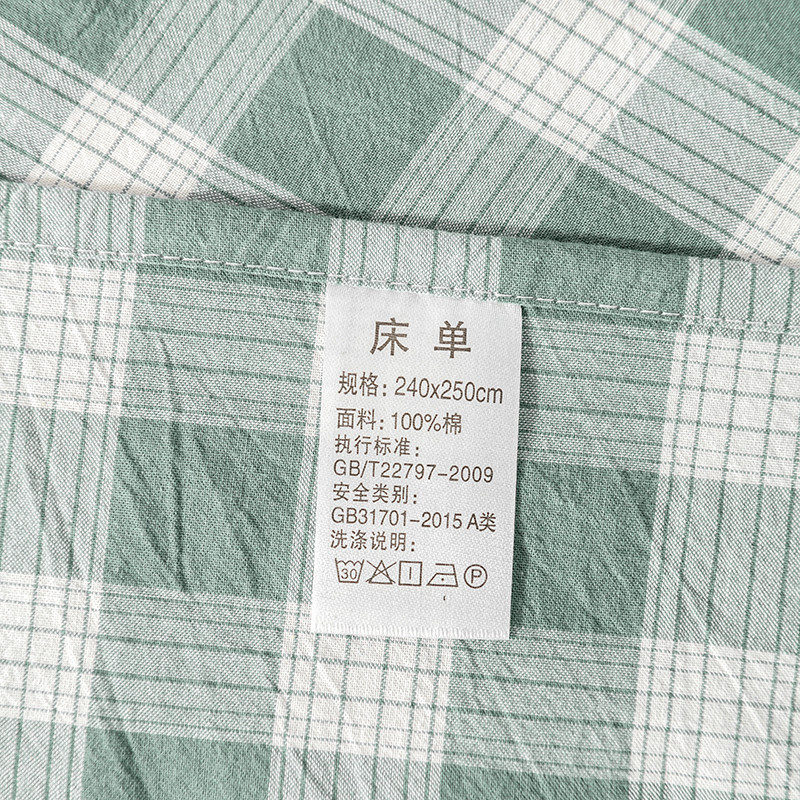 床单
规格: 240x250cm
面料: 100%棉
执行标准:
GB/T22797-2009
安全类别:
GB31701-2015 A类
洗涤说明:
30 P